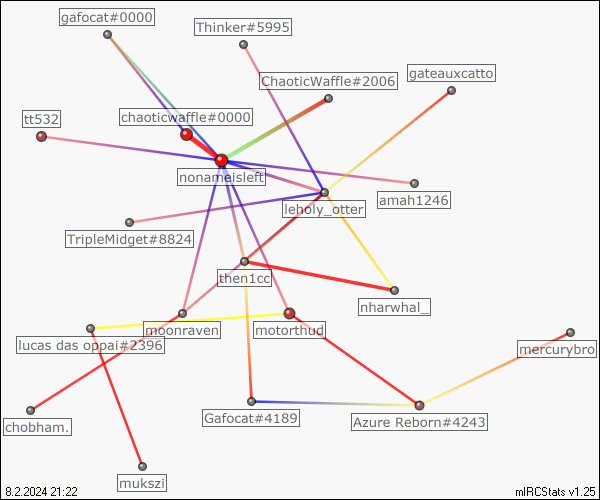 gafocat#0000
Thinker#5995
gateauxcatto
ChaoticWaffle#2006
tt532
chaoticwaffle#0000
nonameisleft
amah1246
leboly_otter
TripleMidget#8824
then1cc
nharwhal_
moonraven
motorthud
lucas das oppai#2396
mercurybro
Gafocat#4189
Azure Reborn#4243
chobham.
mukszi
8.2.2024 21:22
mIRCStats v1.25